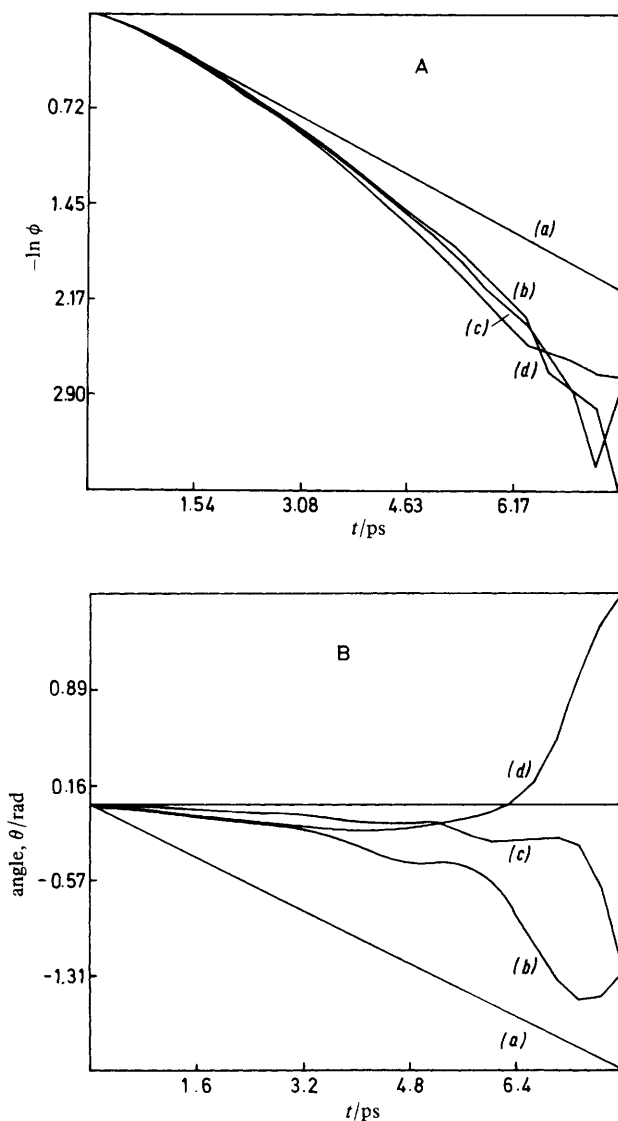 A
0.72
1.45
2.17
2.90
−ln ϕ
(a)
(b)
(c)
(d)
1.54 3.08 4.63 6.17
t/ps
B
0.89
0.16
-0.57
-1.31
angle, θ/rad
(d)
(c)
(b)
(a)
1.6 3.2 4.8 6.4
t/ps